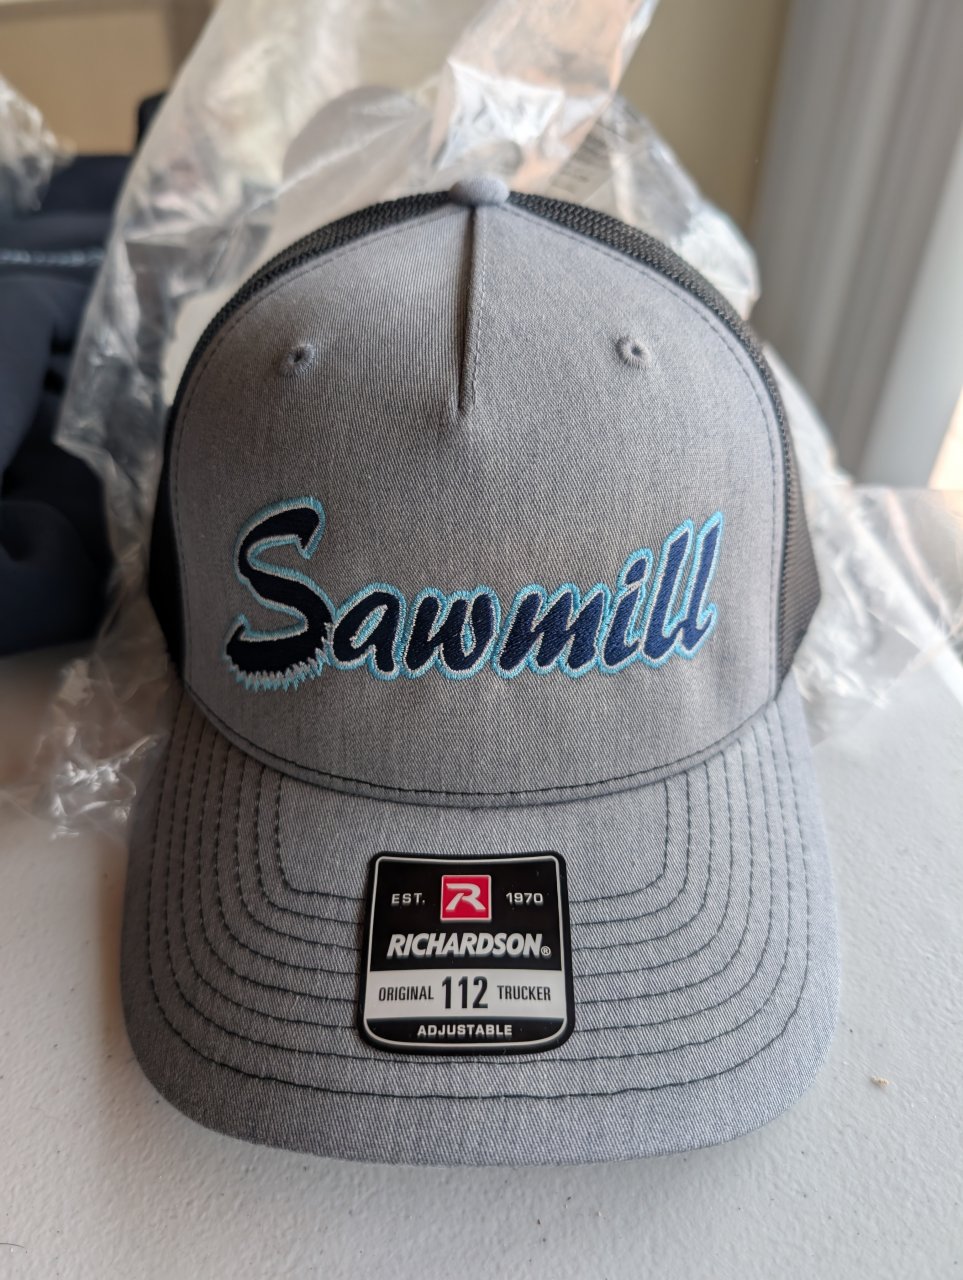 Sawmill
EST. R 1970
RICHARDSON®
ORIGINAL 112 TRUCKER
ADJUSTABLE